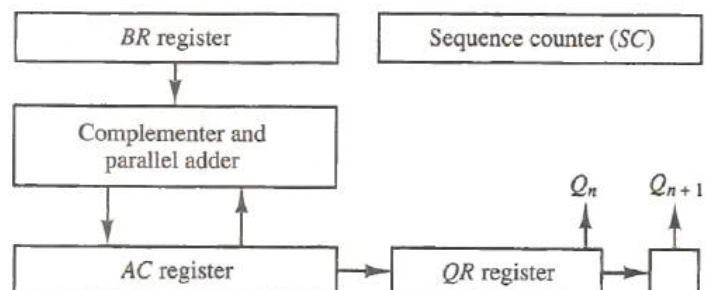 BR register
Sequence counter (SC)
Complementer and
parallel adder
Qn
Qn + 1
AC register
QR register